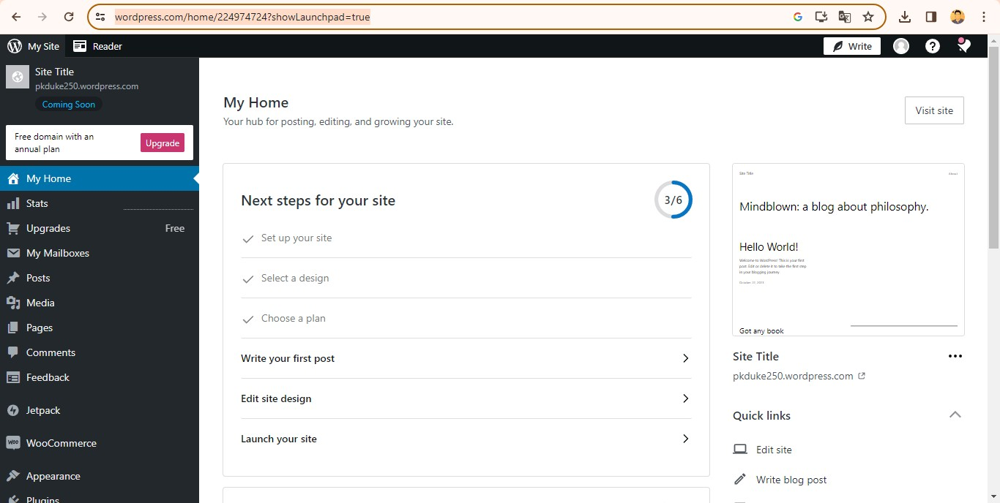 wordpress.com/home/224974724?showLaunchpad=true
My Site
Reader
Write
Site Title
pkduke250.wordpress.com
Coming Soon
Free domain with an
annual plan
Upgrade
My Home
Stats
Upgrades
Free
My Mailboxes
Posts
Media
Pages
Comments
Feedback
Jetpack
WooCommerce
Appearance
Plugins
My Home
Your hub for posting, editing, and growing your site.
Visit site
Next steps for your site
3/6
Set up your site
Select a design
Choose a plan
Write your first post
Edit site design
Launch your site
Site Title
About
Mindblown: a blog about philosophy.
Hello World!
Welcome to WordPress! This is your first
post. Edit or delete it to take the first step
in your blogging journey.
Got any book
Site Title
pkduke250.wordpress.com
Quick links
Edit site
Write blog post